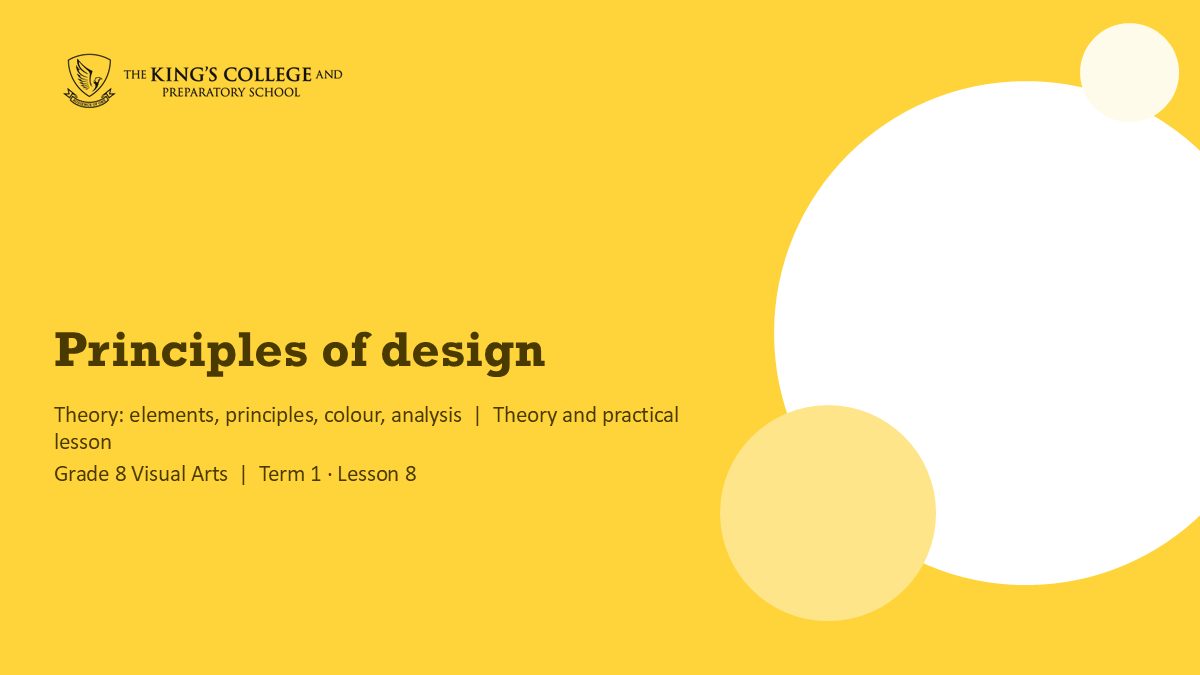 THE KING'S COLLEGE AND
PREPARATORY SCHOOL
Principles of design
Theory: elements, principles, colour, analysis | Theory and practical
lesson
Grade 8 Visual Arts | Term 1 · Lesson 8